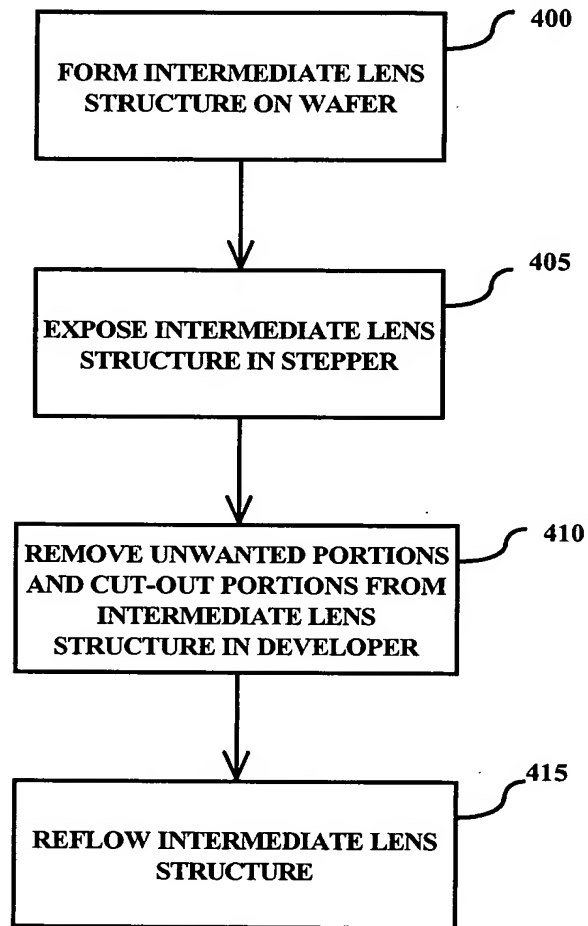 400
FORM INTERMEDIATE LENS
STRUCTURE ON WAFER
405
EXPOSE INTERMEDIATE LENS
STRUCTURE IN STEPPER
410
REMOVE UNWANTED PORTIONS
AND CUT-OUT PORTIONS FROM
INTERMEDIATE LENS
STRUCTURE IN DEVELOPER
415
REFLOW INTERMEDIATE LENS
STRUCTURE